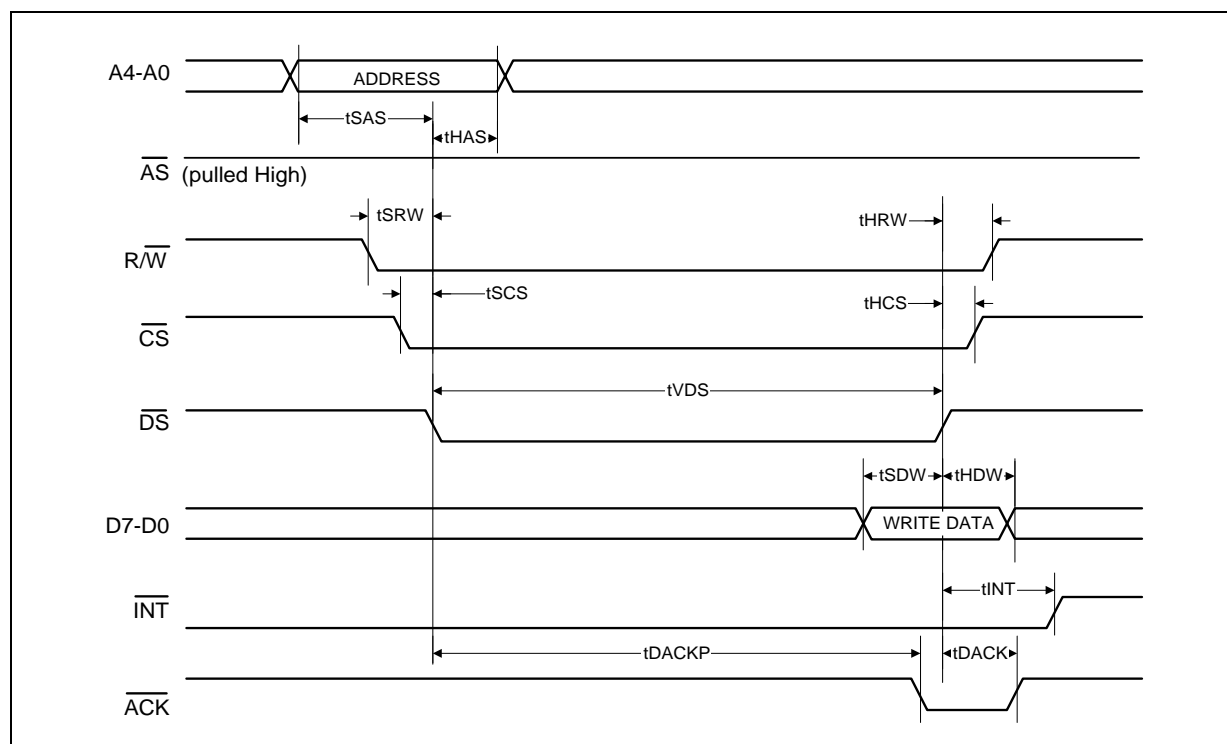 A4-A0
ADDRESS
tSAS
tHAS
AS (pulled High)
tSRW
tHRW
R/W
tSCS
tHCS
CS
tVDS
DS
tSDW
tHDW
D7-D0
WRITE DATA
tINT
INT
tDACKP
tDACK
ACK